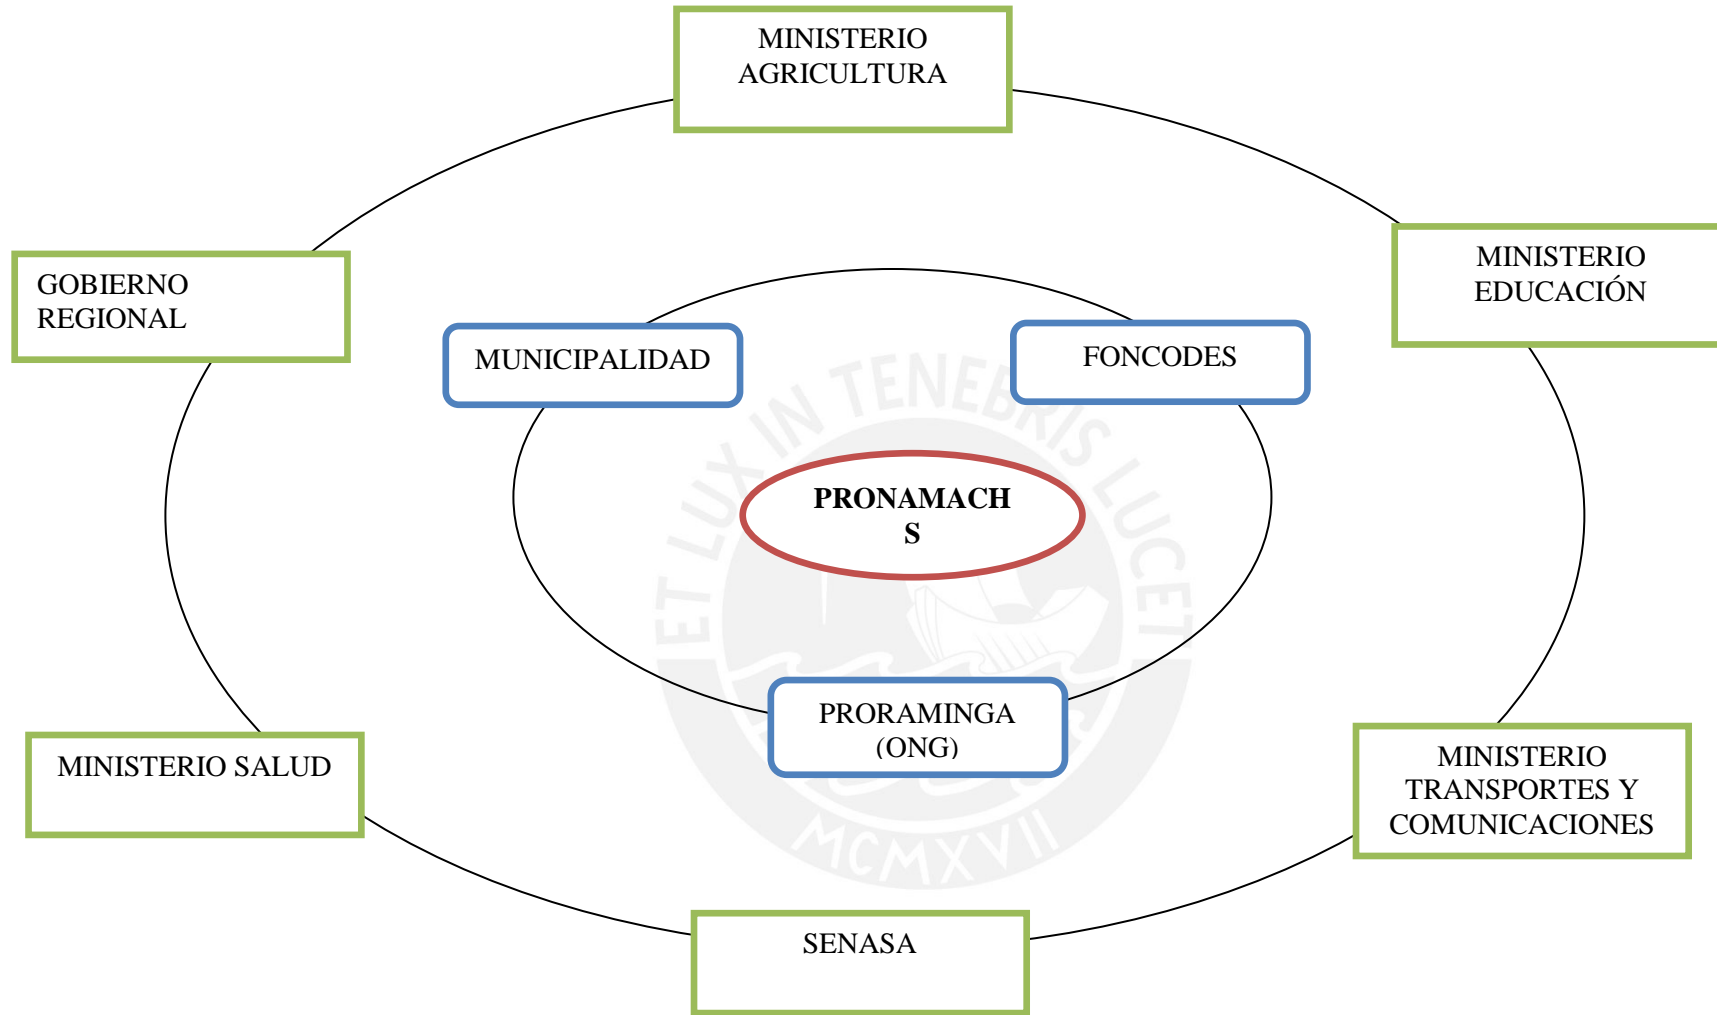 MINISTERIO
AGRICULTURA
GOBIERNO
REGIONAL
MINISTERIO
EDUCACIÓN
MUNICIPALIDAD
FONCODES
PRONAMACH
S
PRORAMINGA
(ONG)
MINISTERIO SALUD
MINISTERIO
TRANSPORTES Y
COMUNICACIONES
SENASA
ET LUX IN TENEBRIS LUCET
MCMXVII